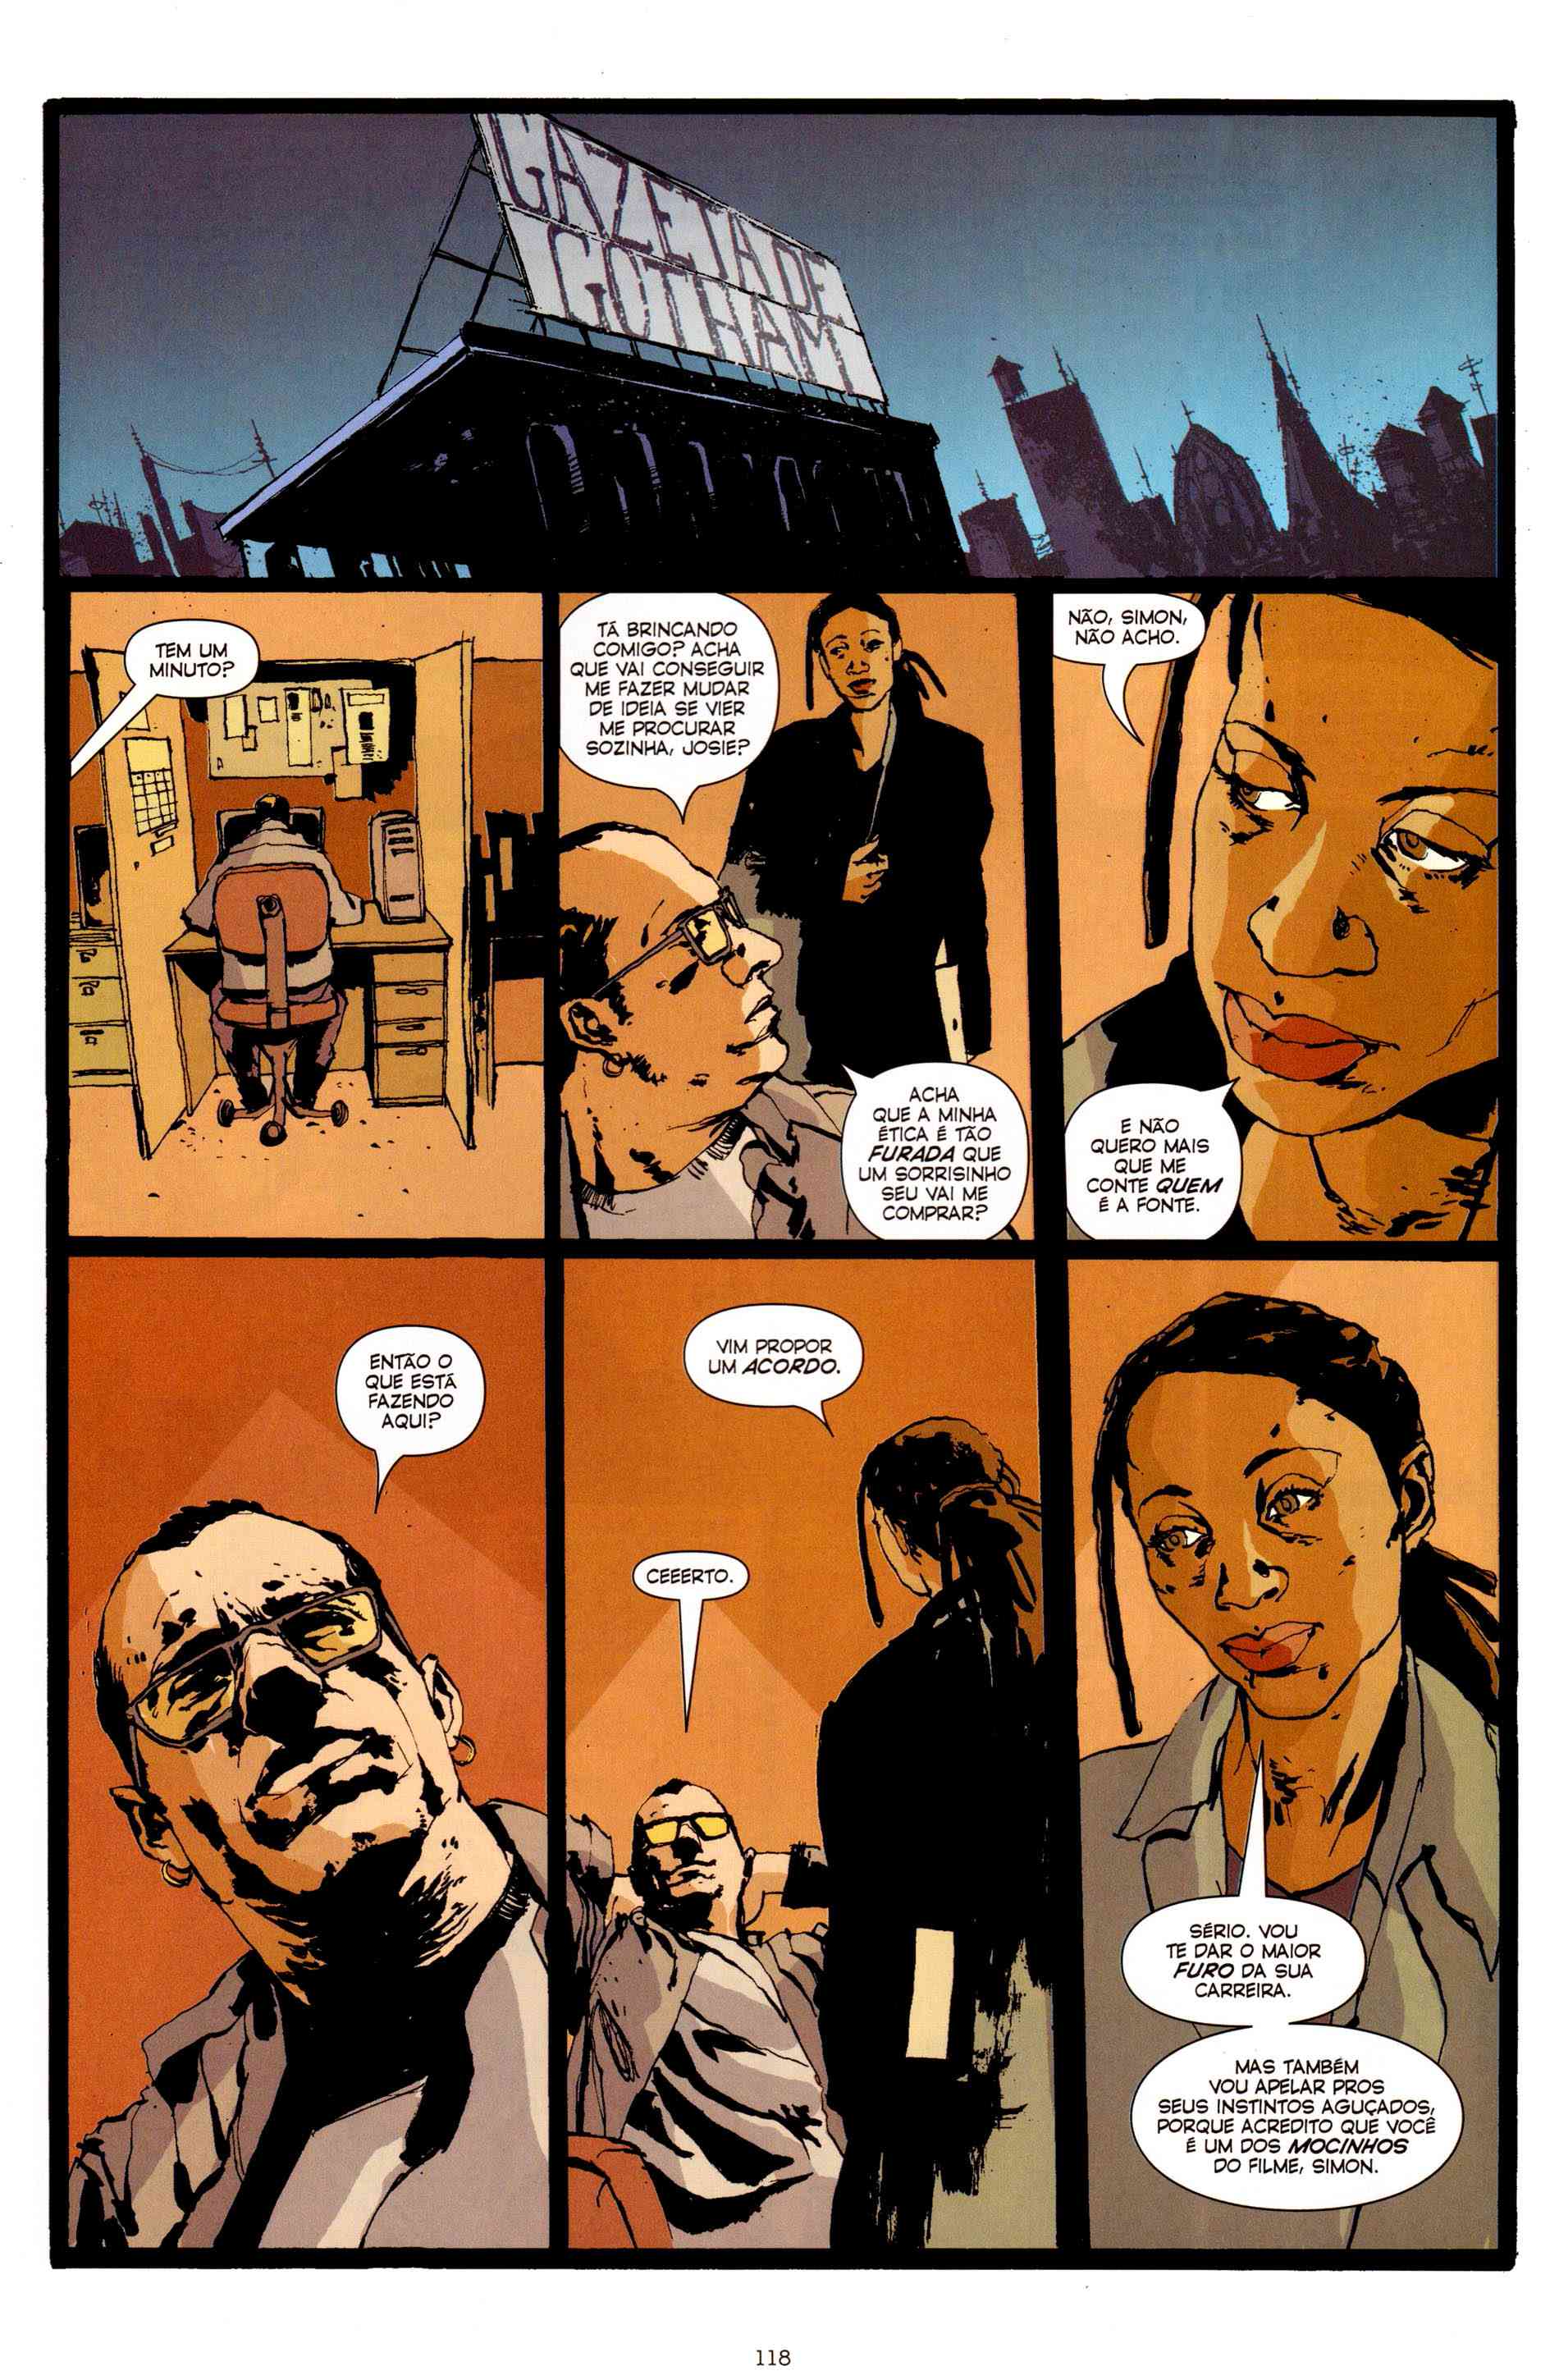 GAZETA DE
GOTHAM
TEM UM
MINUTO?
TÁ BRINCANDO
COMIGO? ACHA
QUE VAI CONSEGUIR
ME FAZER MUDAR
DE IDEIA SE VIER
ME PROCURAR
SOZINHA, JOSIE?
ACHA
QUE A MINHA
ÉTICA É TÃO
FURADA QUE
UM SORRISINHO
SEU VAI ME
COMPRAR?
NÃO, SIMON,
NÃO ACHO.
E NÃO
QUERO MAIS
QUE ME
CONTE QUEM
É A FONTE.
ENTÃO O
QUE ESTÁ
FAZENDO
AQUI?
VIM PROPOR
UM ACORDO.
CEEERTO.
SÉRIO. VOU
TE DAR O MAIOR
FURO DA SUA
CARREIRA.
MAS TAMBÉM
VOU APELAR PROS
SEUS INSTINTOS AGUÇADOS,
PORQUE ACREDITO QUE VOCÊ
É UM DOS MOCINHOS
DO FILME, SIMON.
118